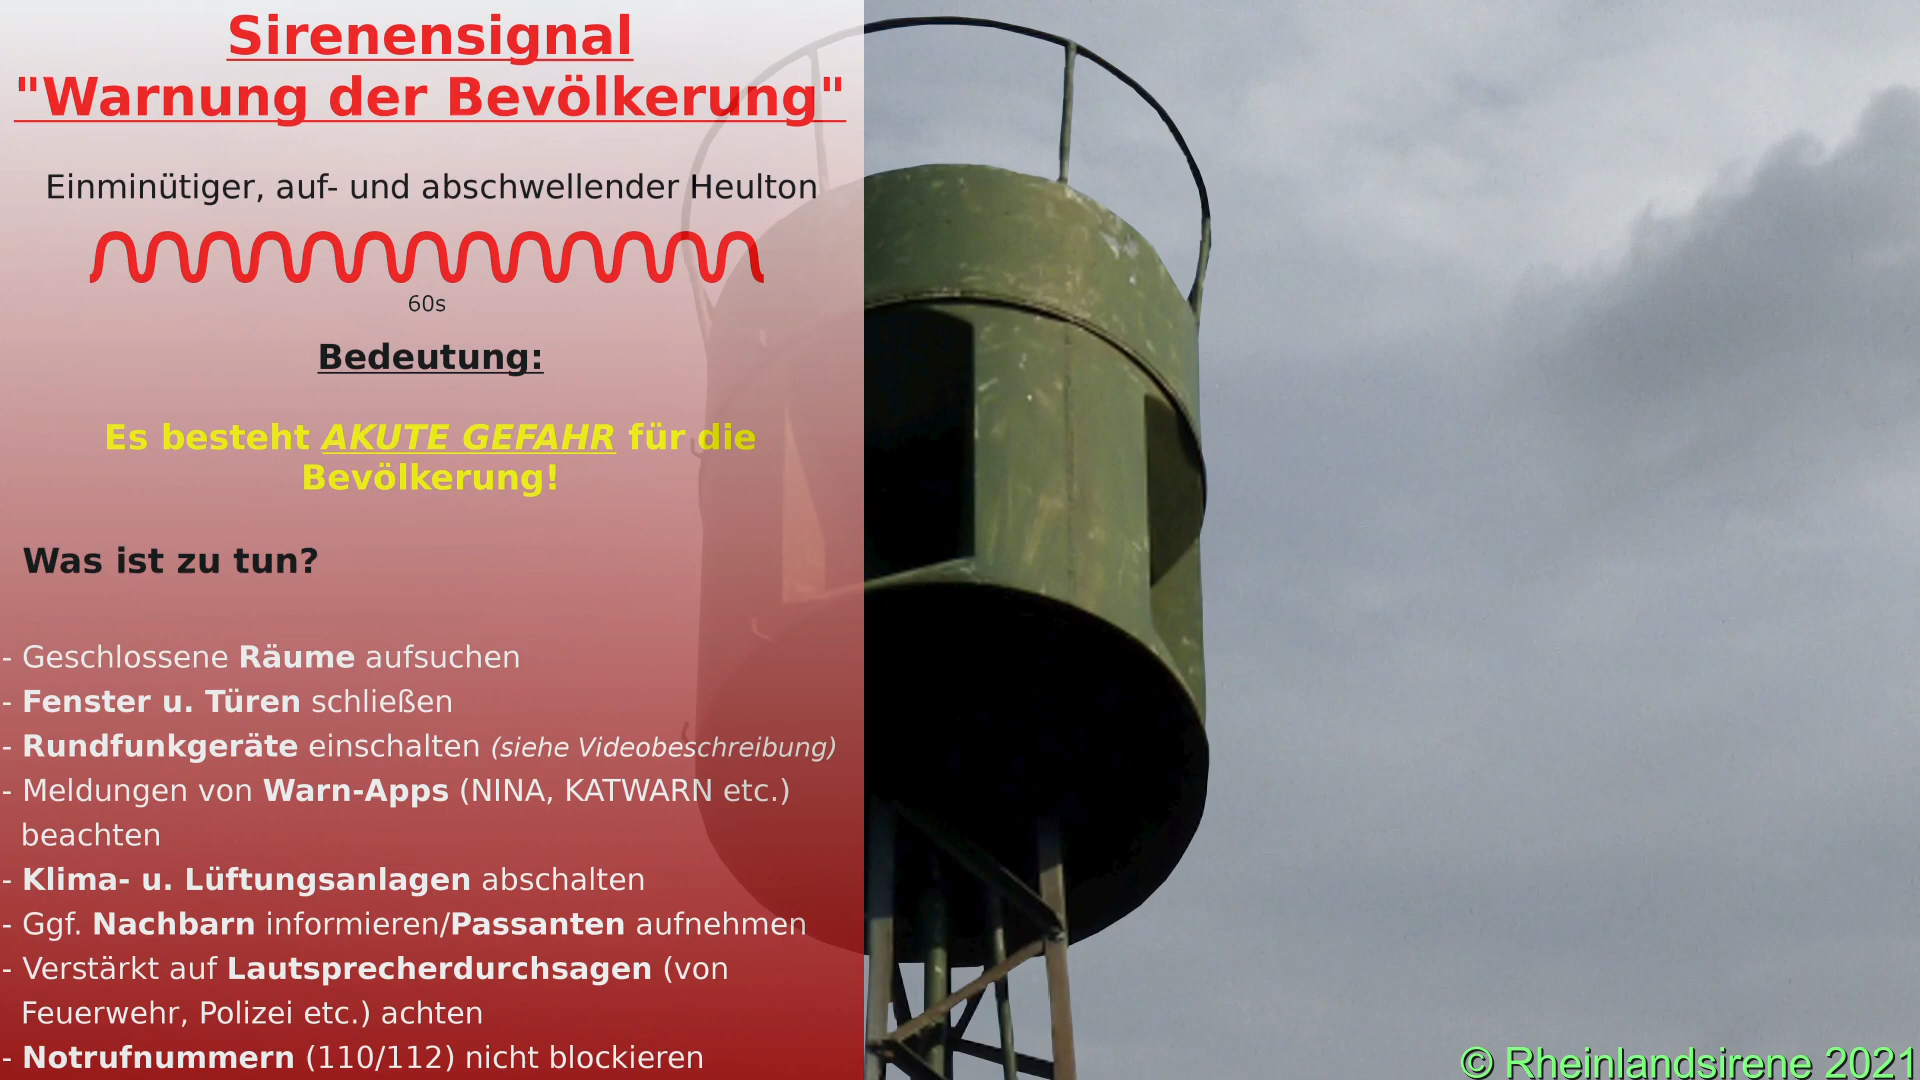 Sirenensignal
"Warnung der Bevölkerung"
Einminütiger, auf- und abschwellender Heulton
60s
Bedeutung:
Es besteht AKUTE GEFAHR für die
Bevölkerung!
Was ist zu tun?
- Geschlossene Räume aufsuchen
- Fenster u. Türen schließen
- Rundfunkgeräte einschalten (siehe Videobeschreibung)
- Meldungen von Warn-Apps (NINA, KATWARN etc.)
beachten
- Klima- u. Lüftungsanlagen abschalten
- Ggf. Nachbarn informieren/Passanten aufnehmen
- Verstärkt auf Lautsprecherdurchsagen (von
Feuerwehr, Polizei etc.) achten
- Notrufnummern (110/112) nicht blockieren
© Rheinlandsirene 2021